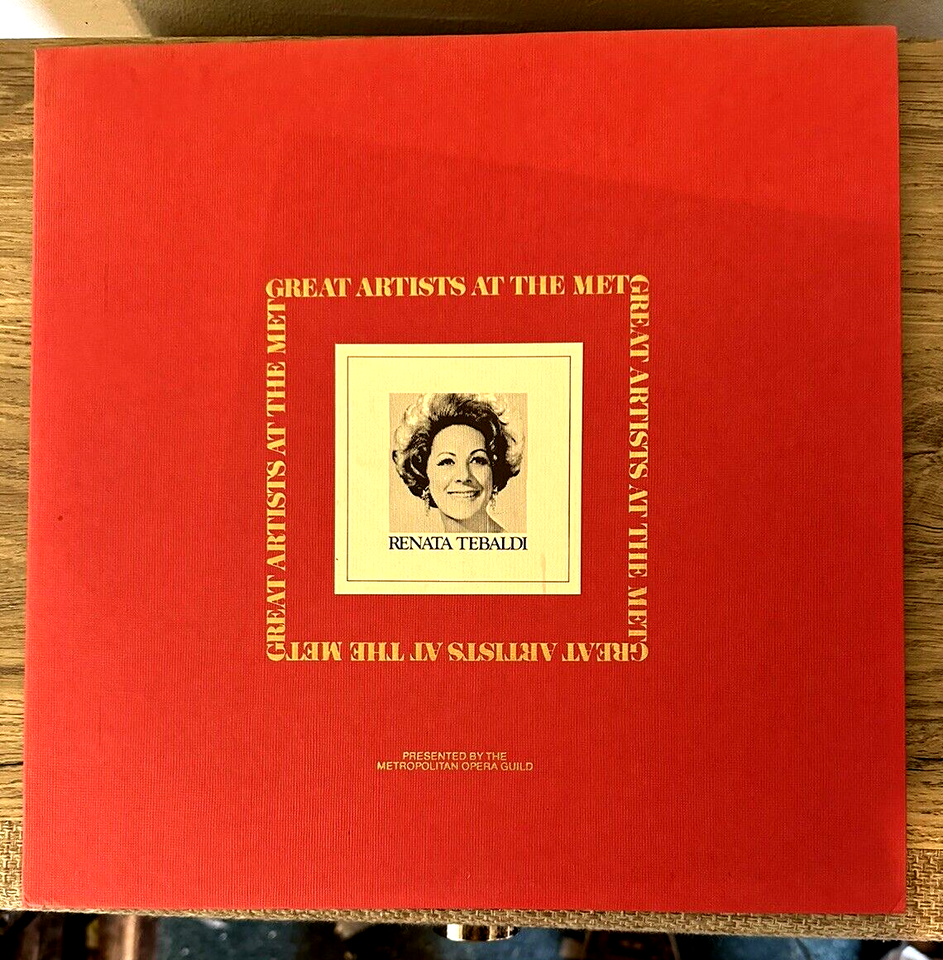 GREAT ARTISTS AT THE MET
GREAT ARTISTS AT THE MET
GREAT ARTISTS AT THE MET
GREAT ARTISTS AT THE MET
RENATA TEBALDI
PRESENTED BY THE
METROPOLITAN OPERA GUILD